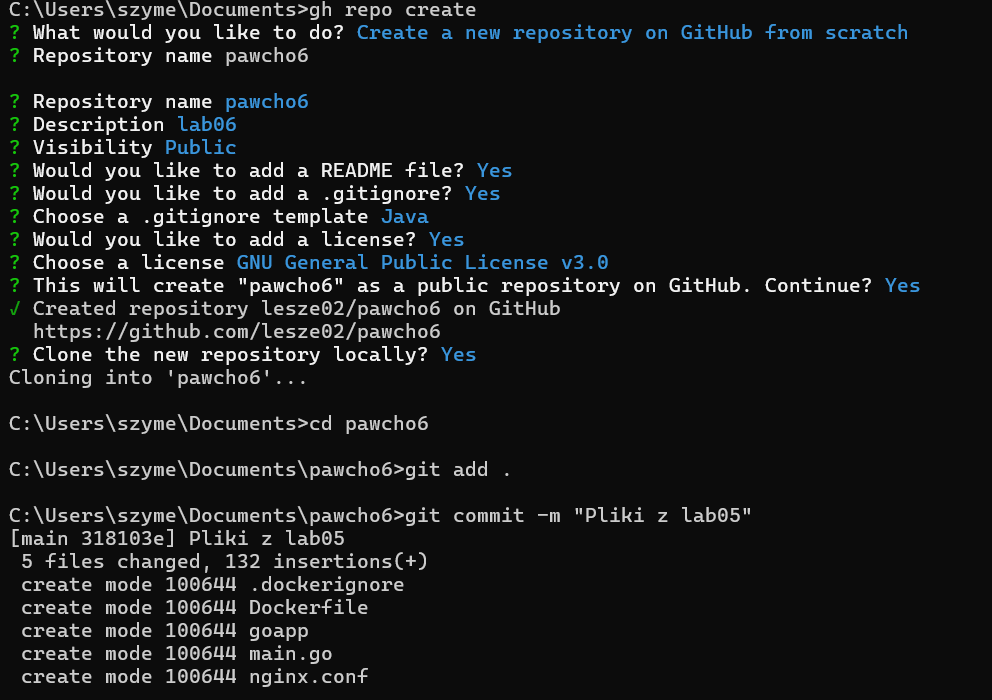 C:\Users\szyme\Documents>gh repo create
? What would you like to do? Create a new repository on GitHub from scratch
? Repository name pawcho6
? Repository name pawcho6
? Description lab06
? Visibility Public
? Would you like to add a README file? Yes
? Would you like to add a .gitignore? Yes
? Choose a .gitignore template Java
? Would you like to add a license? Yes
? Choose a license GNU General Public License v3.0
? This will create "pawcho6" as a public repository on GitHub. Continue? Yes
√ Created repository lesze02/pawcho6 on GitHub
https://github.com/lesze02/pawcho6
? Clone the new repository locally? Yes
Cloning into 'pawcho6'...
C:\Users\szyme\Documents>cd pawcho6
C:\Users\szyme\Documents\pawcho6>git add .
C:\Users\szyme\Documents\pawcho6>git commit -m "Pliki z lab05"
[main 318103e] Pliki z lab05
5 files changed, 132 insertions(+)
create mode 100644 .dockerignore
create mode 100644 Dockerfile
create mode 100644 goapp
create mode 100644 main.go
create mode 100644 nginx.conf